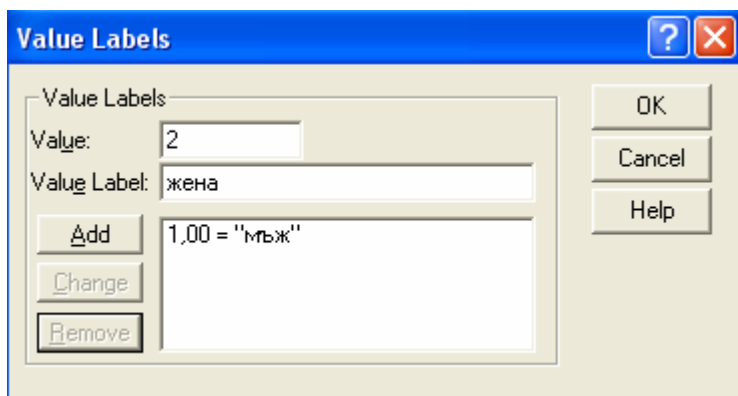 Value Labels
Value Labels
OK
Value: 2
Cancel
Value Label: жена
Help
Add 1,00 = "мъж"
Change
Remove